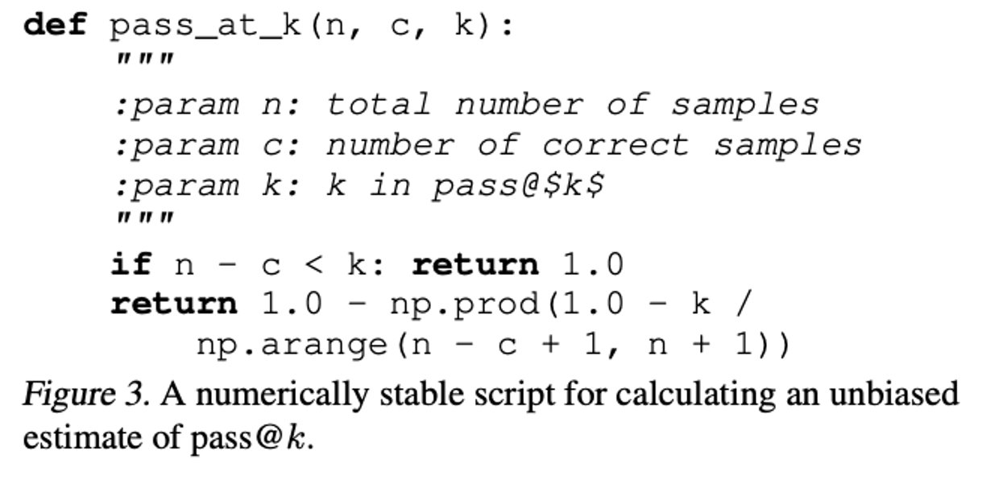 def pass_at_k(n, c, k):
"""
:param n: total number of samples
:param c: number of correct samples
:param k: k in pass@$k$
"""
if n - c < k: return 1.0
return 1.0 - np.prod(1.0 - k /
np.arange(n - c + 1, n + 1))
Figure 3. A numerically stable script for calculating an unbiased
estimate of pass@k.